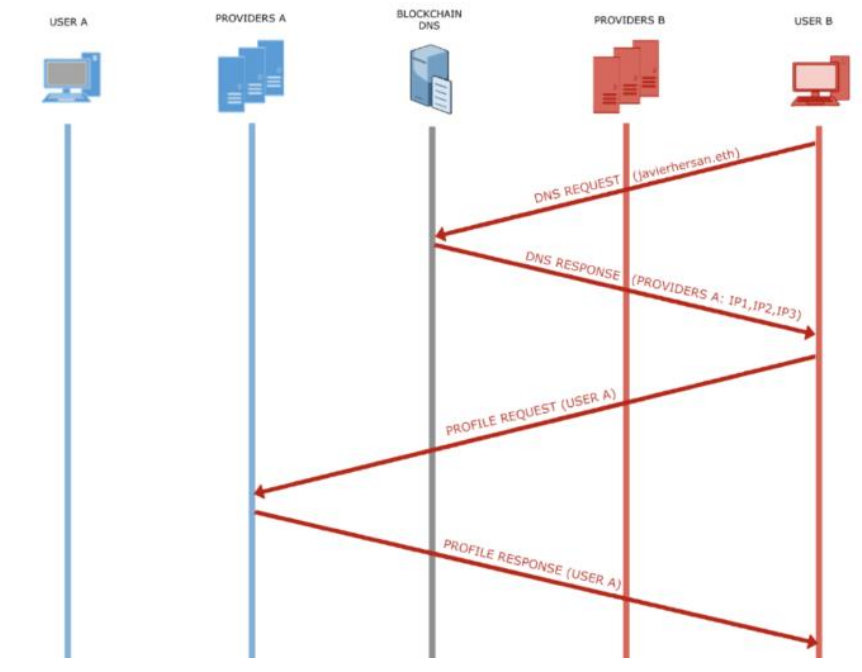 USER A
PROVIDERS A
BLOCKCHAIN
DNS
PROVIDERS B
USER B
DNS REQUEST (javierhersan.eth)
DNS RESPONSE (PROVIDERS A: IP1,IP2,IP3)
PROFILE REQUEST (USER A)
PROFILE RESPONSE (USER A)